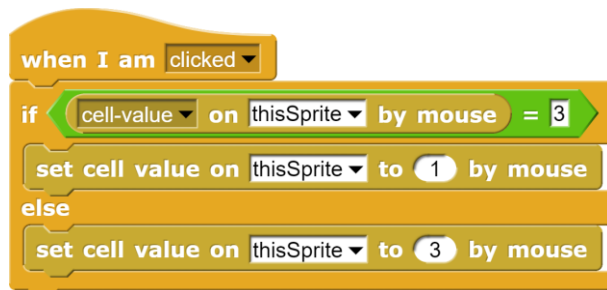 when I am clicked
if cell-value on thisSprite by mouse = 3
set cell value on thisSprite to 1 by mouse
else
set cell value on thisSprite to 3 by mouse